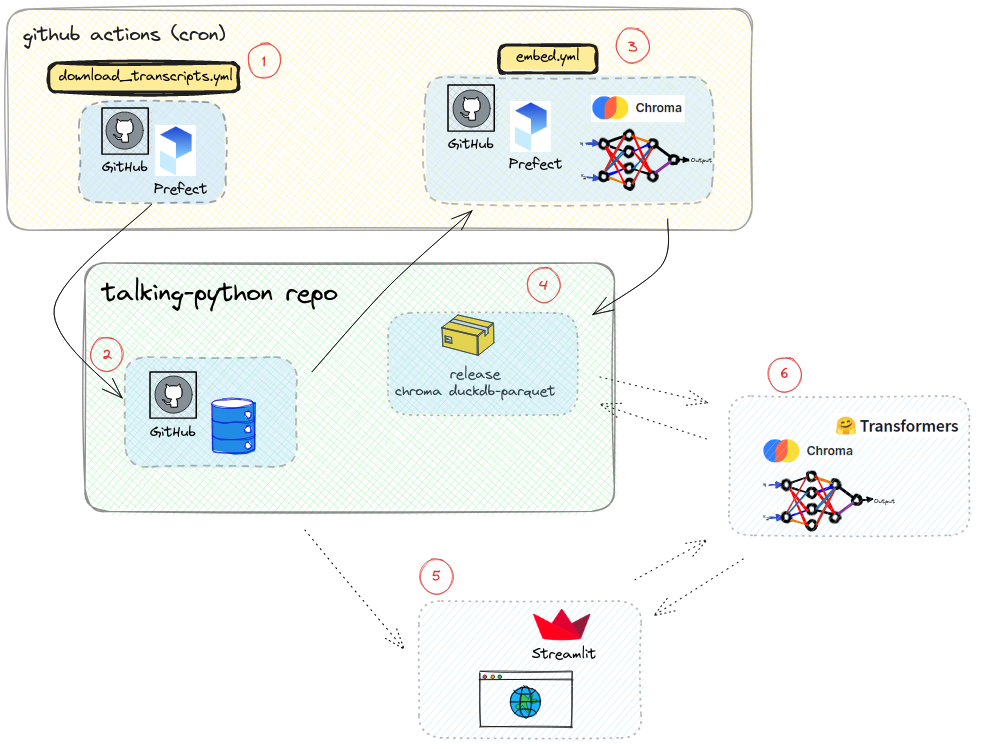 github actions (cron)
1
download_transcripts.yml
GitHub
Prefect
3
embed.yml
GitHub
Prefect
Chroma
Output
talking-python repo
2
GitHub
4
release
chroma duckdb-parquet
6
🤗 Transformers
Chroma
Output
5
Streamlit